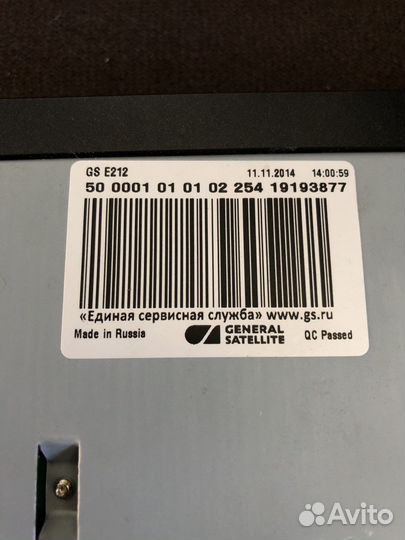 GS E212 11.11.2014 14:00:59
50 0001 01 01 02 254 19193877
«Единая сервисная служба» www.gs.ru
Made in Russia GENERAL SATELLITE QC Passed
Avito